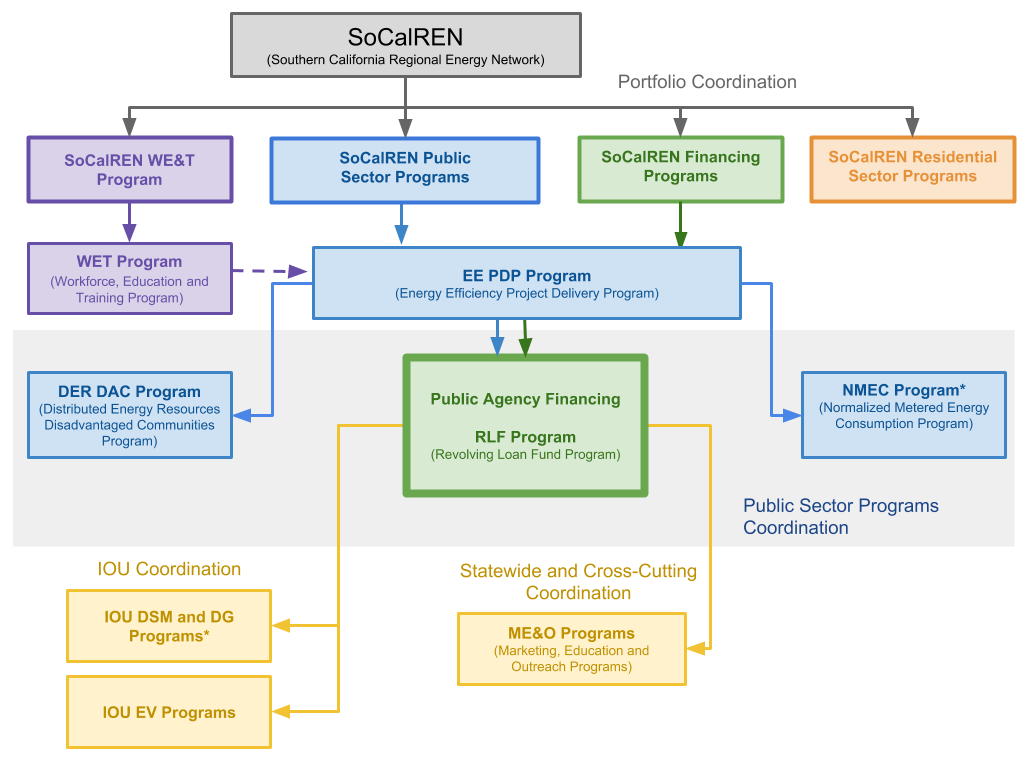 SoCalREN
(Southern California Regional Energy Network)
Portfolio Coordination
SoCalREN WE&T
Program
SoCalREN Public
Sector Programs
SoCalREN Financing
Programs
SoCalREN Residential
Sector Programs
WET Program
(Workforce, Education and
Training Program)
EE PDP Program
(Energy Efficiency Project Delivery Program)
DER DAC Program
(Distributed Energy Resources
Disadvantaged Communities
Program)
Public Agency Financing
RLF Program
(Revolving Loan Fund Program)
NMEC Program*
(Normalized Metered Energy
Consumption Program)
Public Sector Programs
Coordination
IOU Coordination
IOU DSM and DG
Programs*
IOU EV Programs
Statewide and Cross-Cutting
Coordination
ME&O Programs
(Marketing, Education and
Outreach Programs)